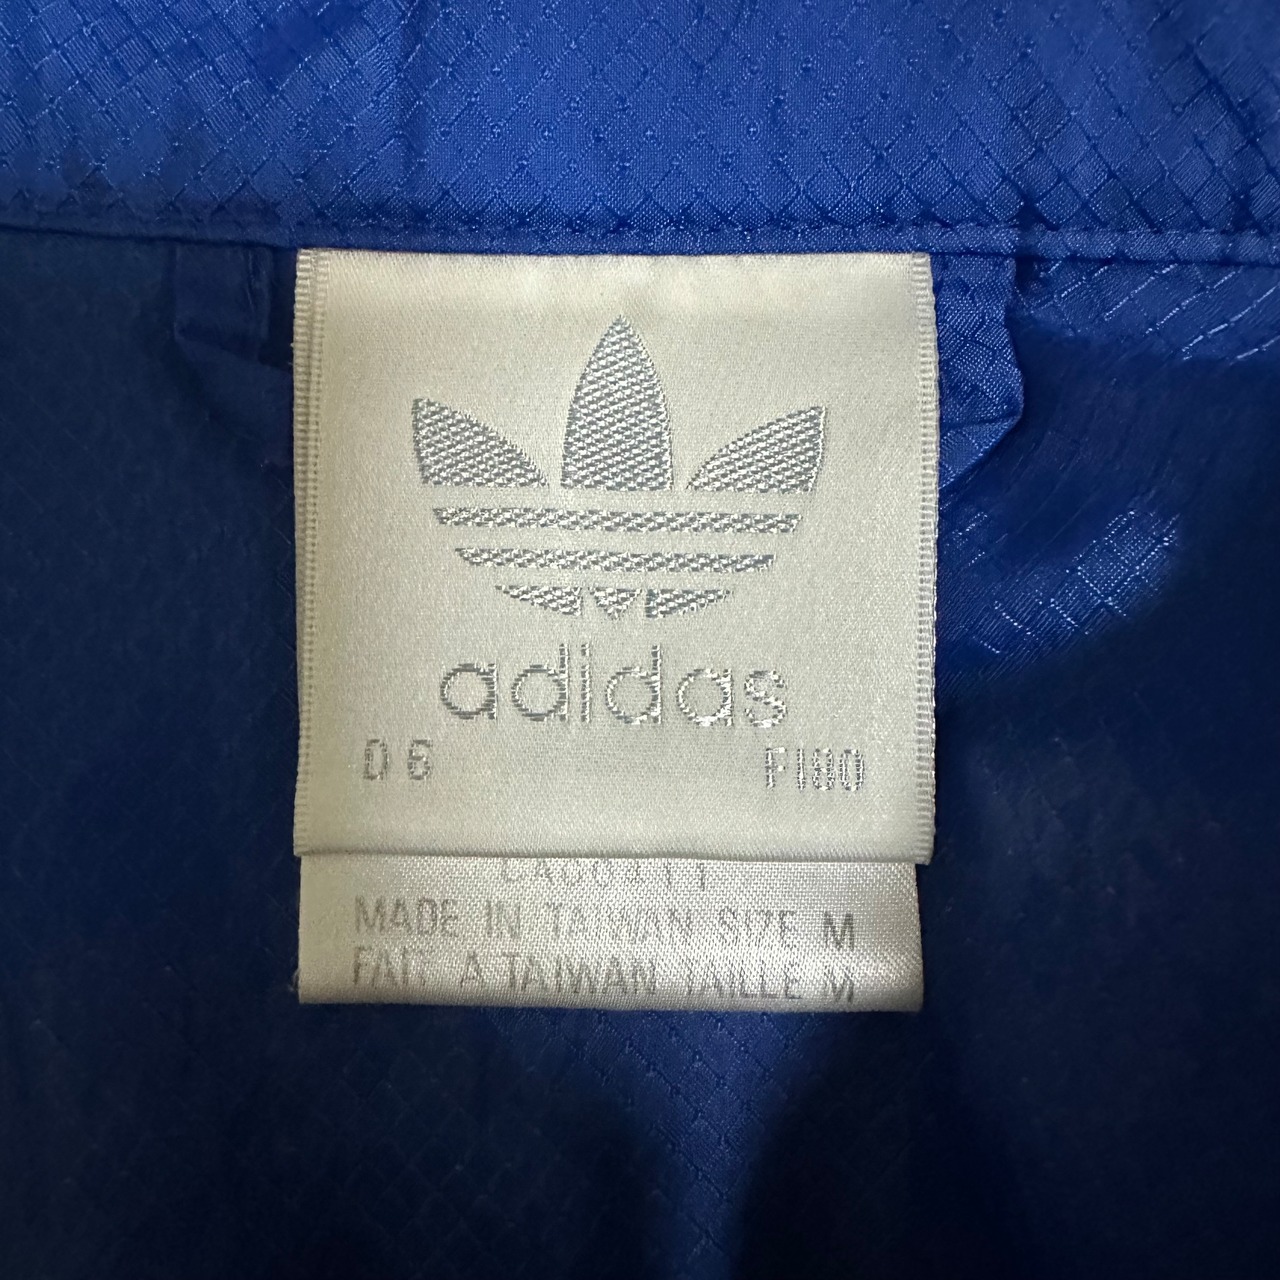 adidas
D 6 F180
MADE IN TAIWAN SIZE M
FAIT A TAIWAN TAILLE M